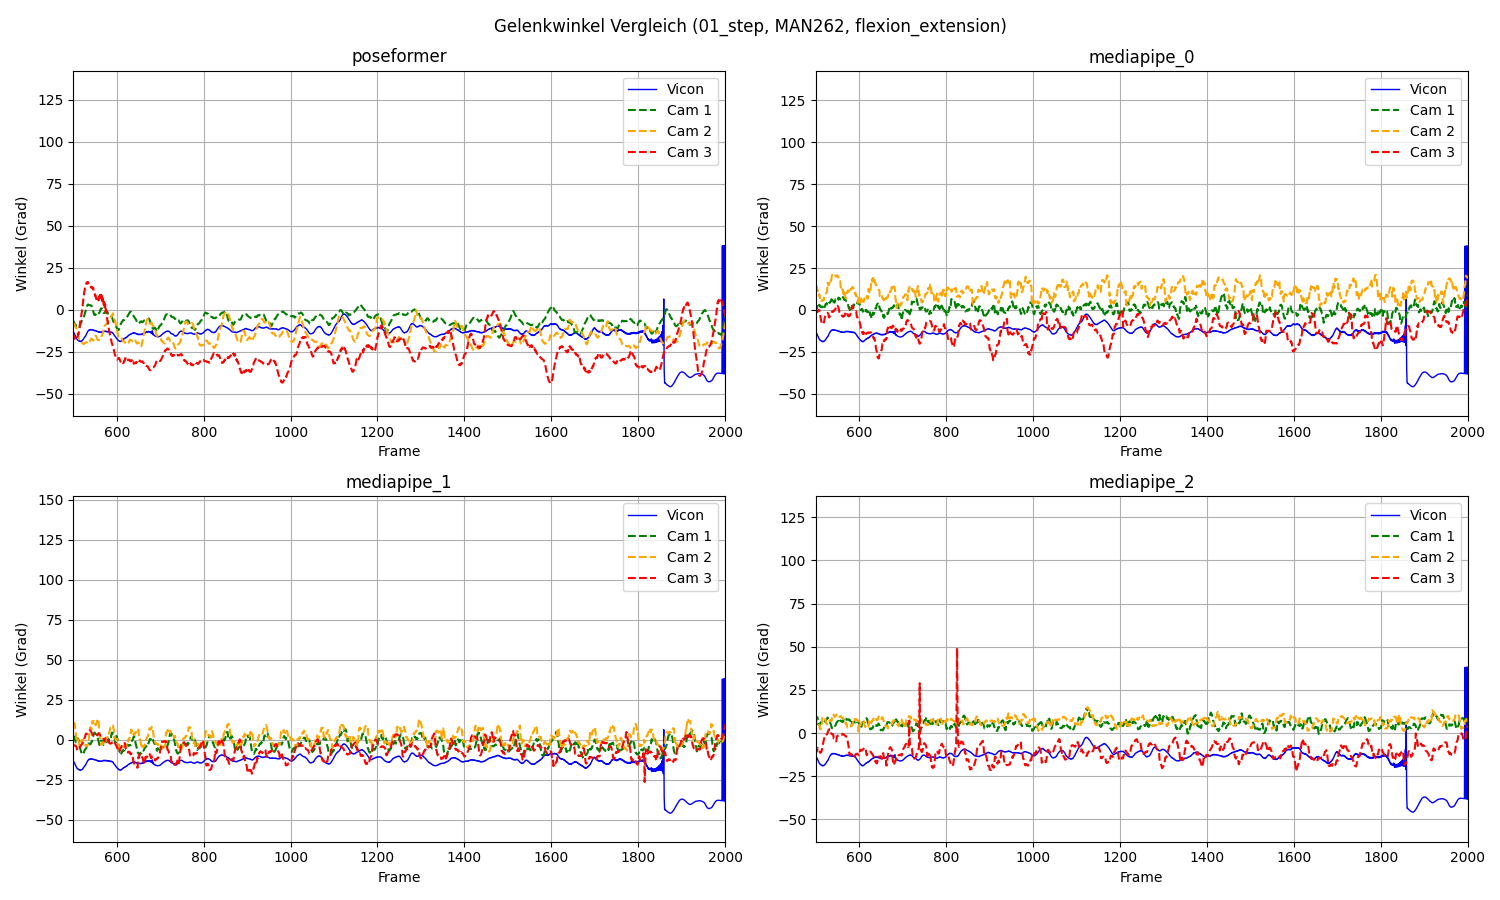 Gelenkwinkel Vergleich (01_step, MAN262, flexion_extension)
poseformer
Winkel (Grad)
125
100
75
50
25
0
−25
−50
600 800 1000 1200 1400 1600 1800 2000
Frame
Vicon
Cam 1
Cam 2
Cam 3
mediapipe_0
Winkel (Grad)
125
100
75
50
25
0
−25
−50
600 800 1000 1200 1400 1600 1800 2000
Frame
Vicon
Cam 1
Cam 2
Cam 3
mediapipe_1
Winkel (Grad)
150
125
100
75
50
25
0
−25
−50
600 800 1000 1200 1400 1600 1800 2000
Frame
Vicon
Cam 1
Cam 2
Cam 3
mediapipe_2
Winkel (Grad)
125
100
75
50
25
0
−25
−50
600 800 1000 1200 1400 1600 1800 2000
Frame
Vicon
Cam 1
Cam 2
Cam 3